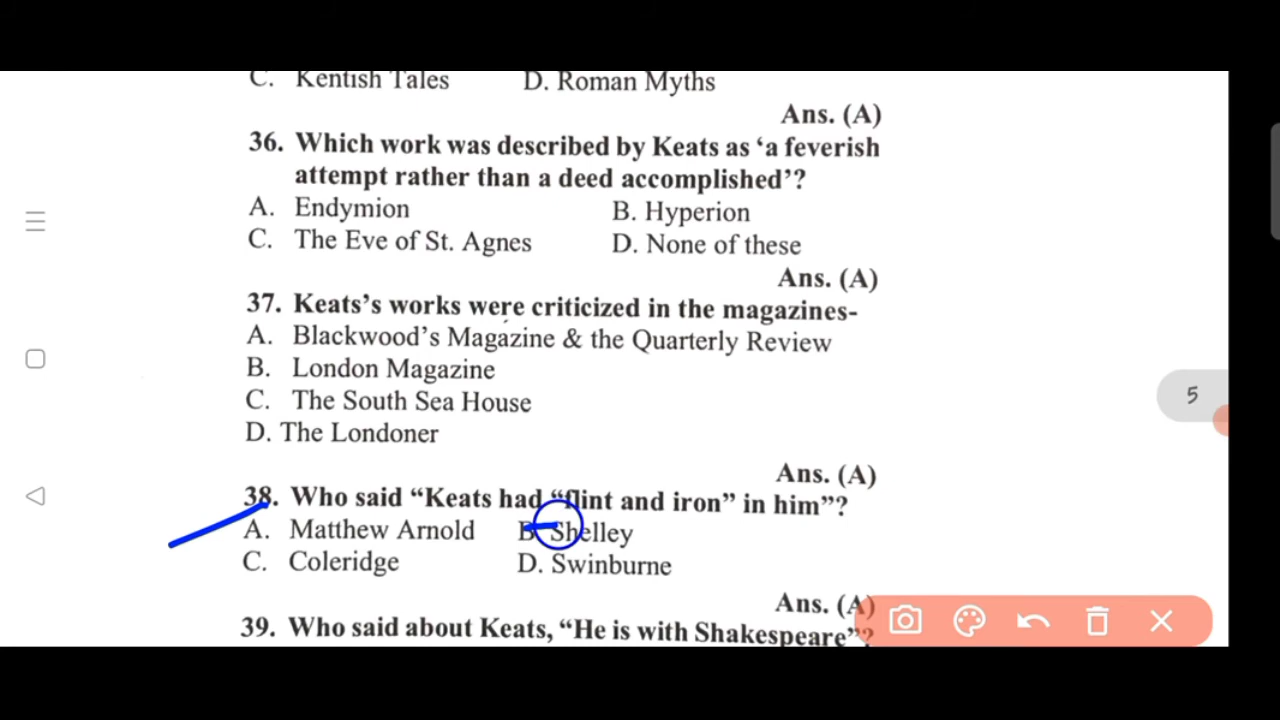 C. Kentish Tales D. Roman Myths
Ans. (A)
36. Which work was described by Keats as ‘a feverish
attempt rather than a deed accomplished’?
A. Endymion B. Hyperion
C. The Eve of St. Agnes D. None of these
Ans. (A)
37. Keats’s works were criticized in the magazines-
A. Blackwood’s Magazine & the Quarterly Review
B. London Magazine
C. The South Sea House
D. The Londoner
5
Ans. (A)
38. Who said “Keats had “flint and iron” in him”?
A. Matthew Arnold B. Shelley
C. Coleridge D. Swinburne
Ans. (A)
39. Who said about Keats, “He is with Shakespeare”?